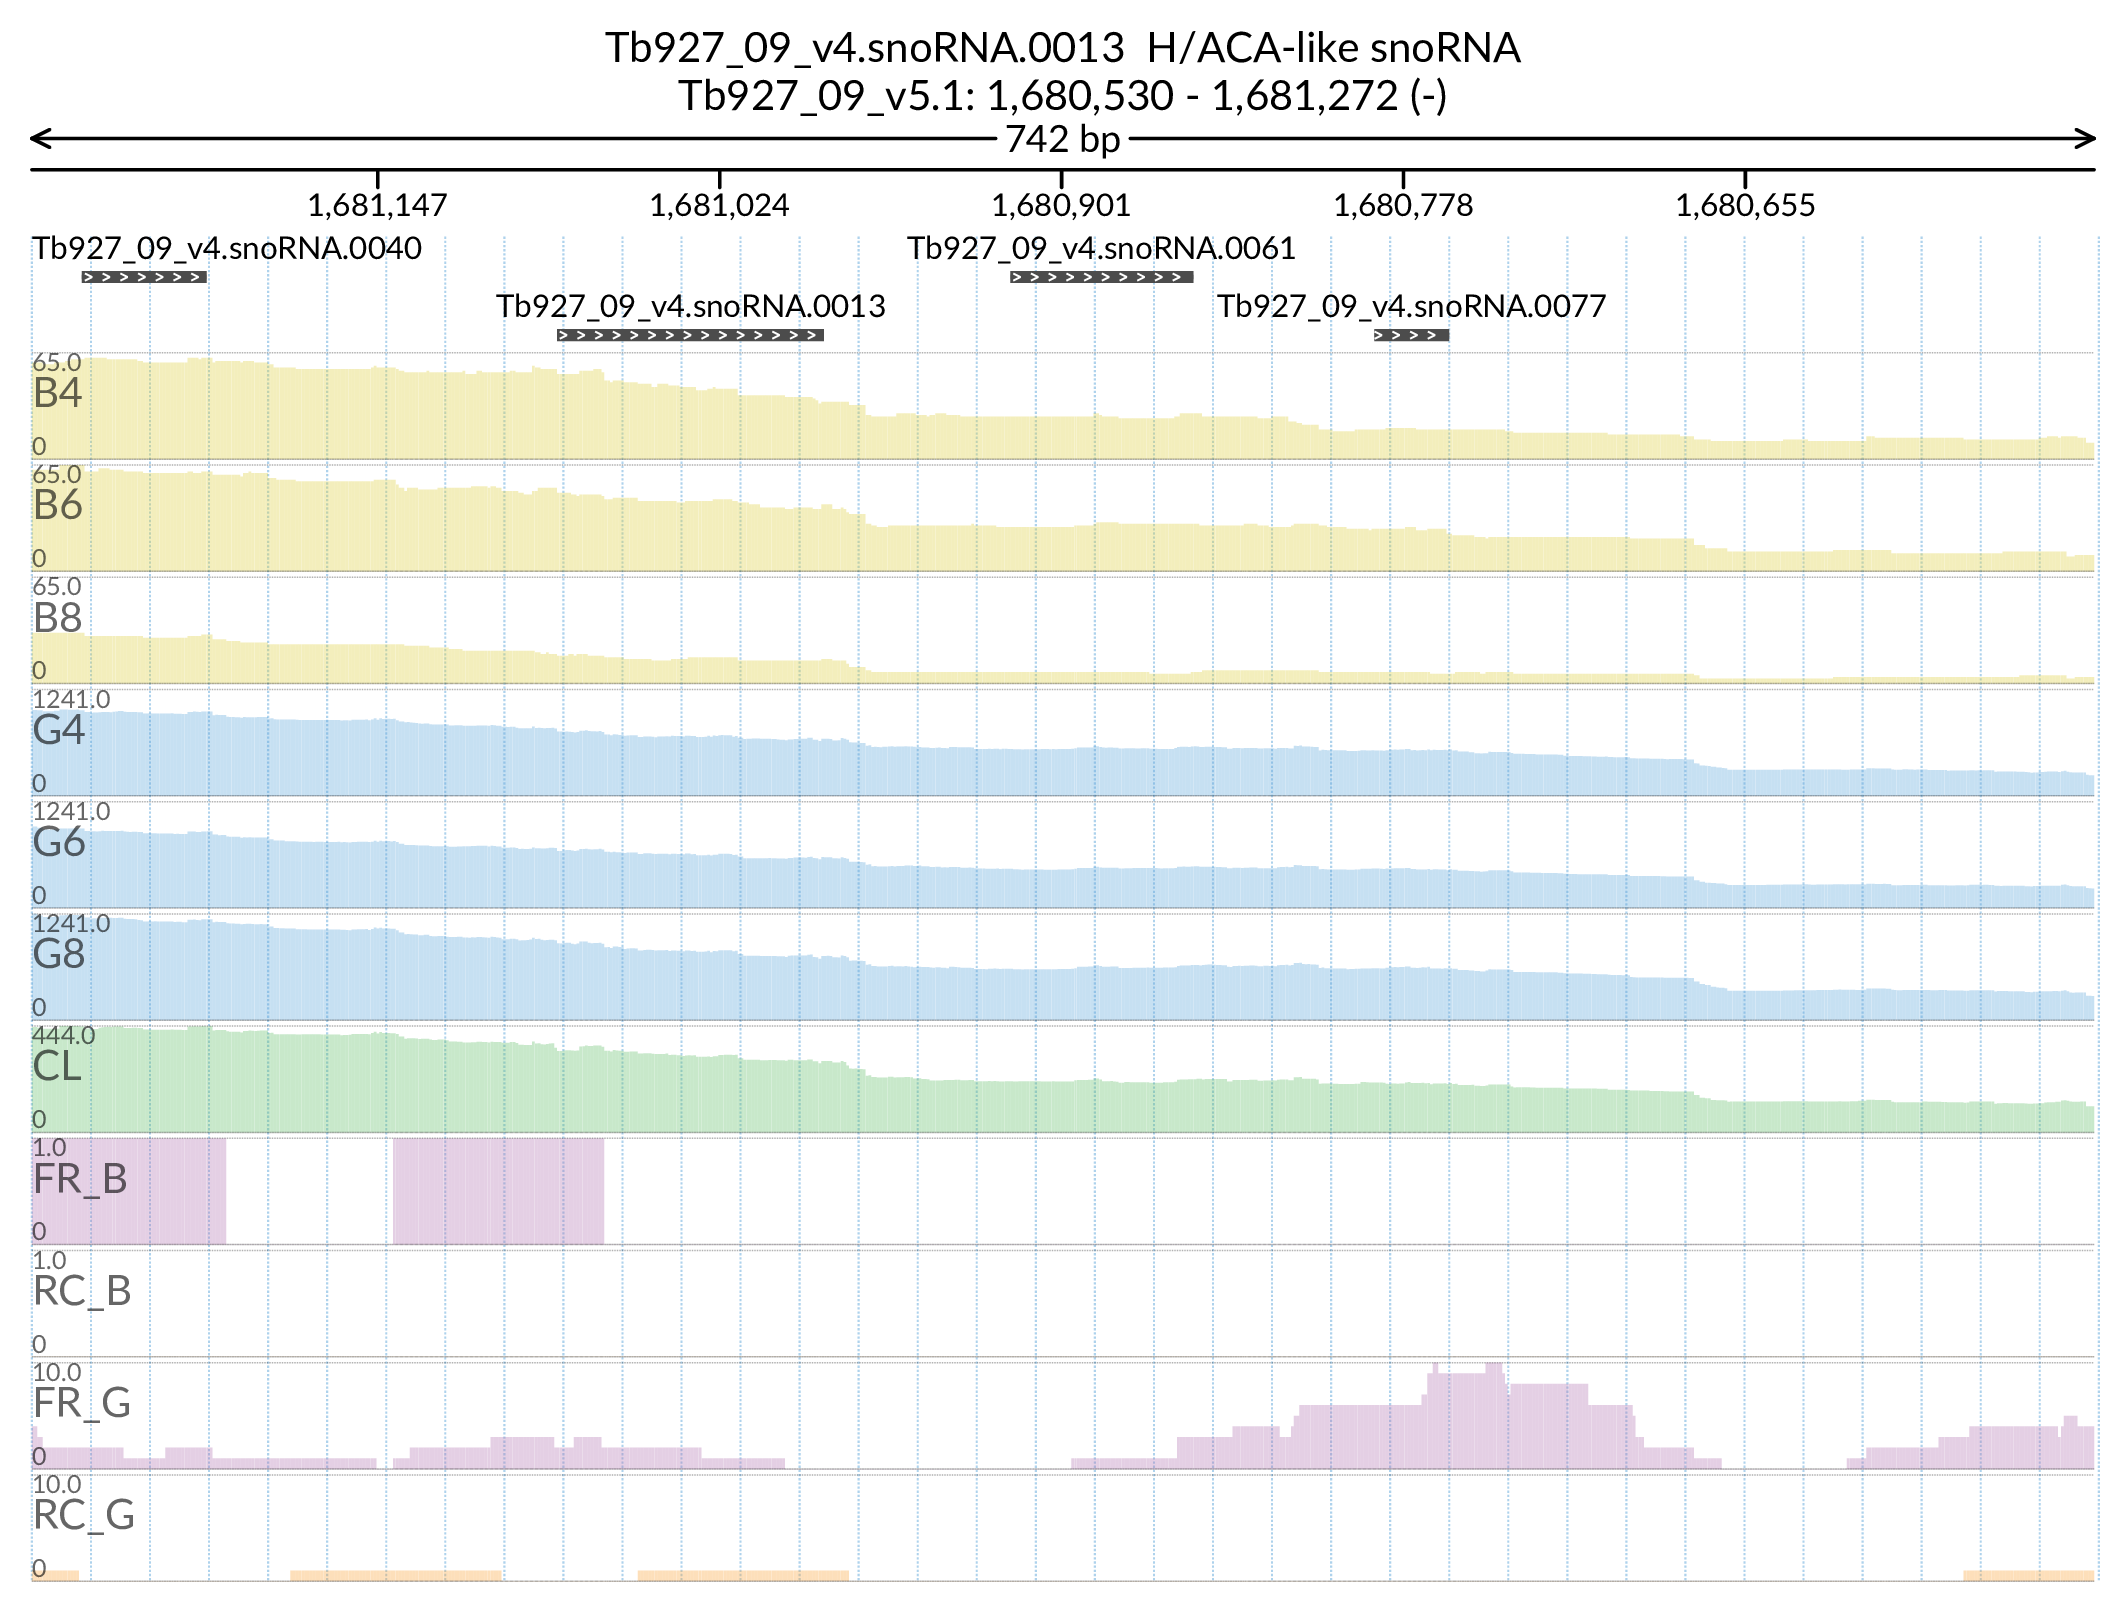 Tb927_09_v4.snoRNA.0013 H/ACA-like snoRNA
Tb927_09_v5.1: 1,680,530 - 1,681,272 (-)
742 bp
1,681,147 1,681,024 1,680,901 1,680,778 1,680,655
Tb927_09_v4.snoRNA.0040 Tb927_09_v4.snoRNA.0061
Tb927_09_v4.snoRNA.0013 Tb927_09_v4.snoRNA.0077
65.0
B4
0
65.0
B6
0
65.0
B8
0
1241.0
G4
0
1241.0
G6
0
1241.0
G8
0
444.0
CL
0
1.0
FR_B
0
1.0
RC_B
0
10.0
FR_G
0
10.0
RC_G
0